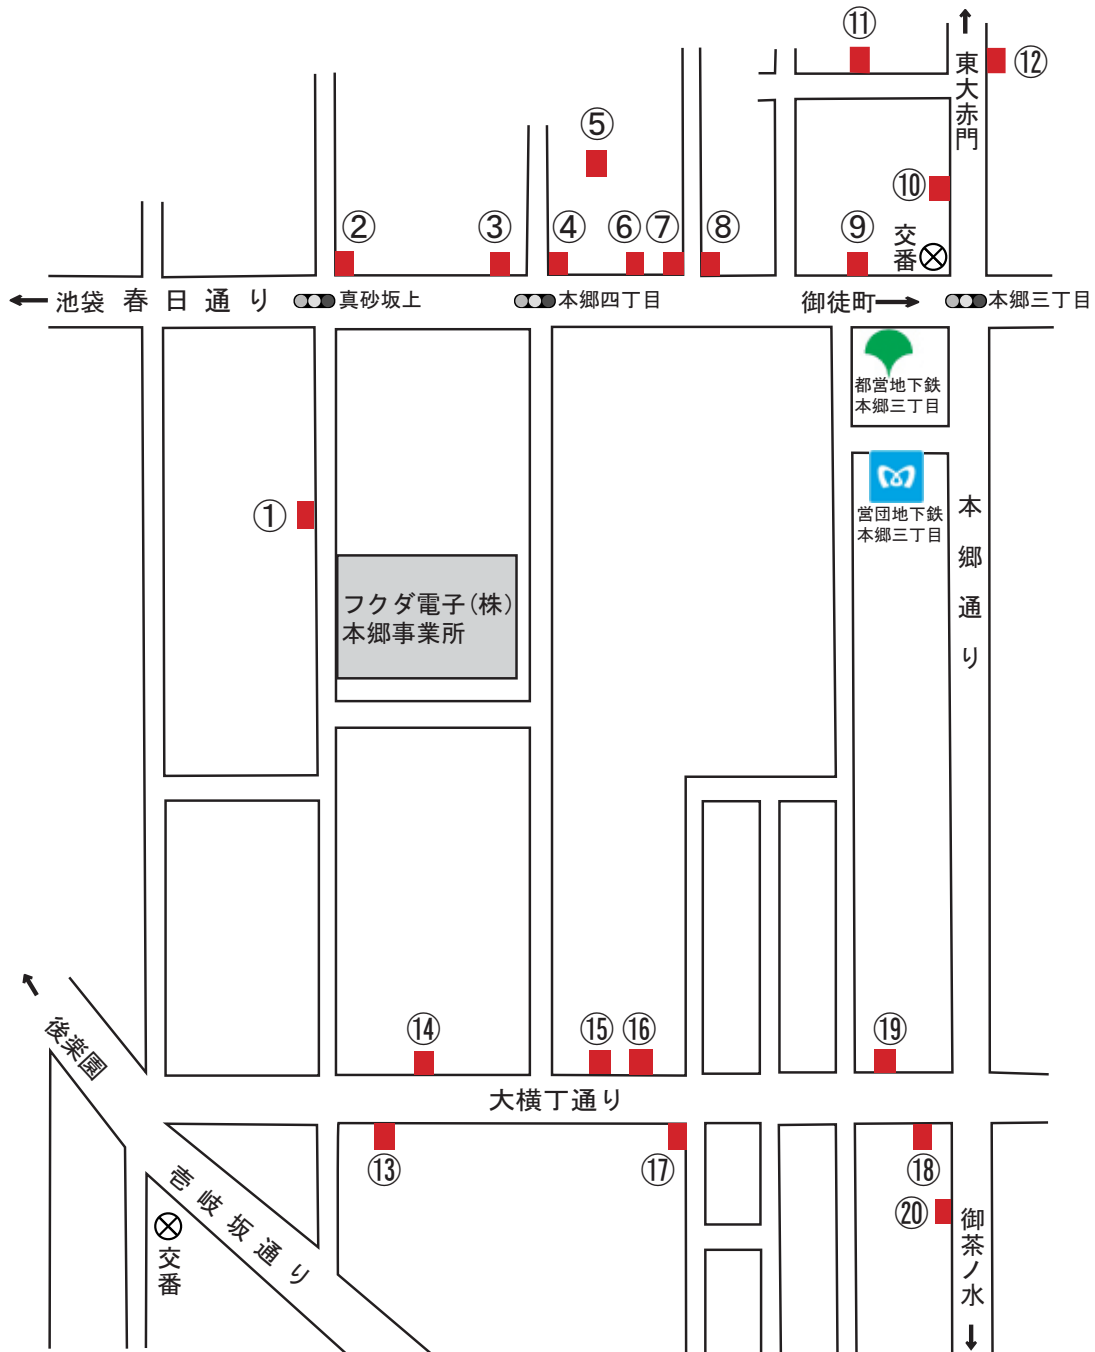 ⑪
⑫
東大赤門
⑤
⑩
②
③
④
⑥
⑦
⑧
⑨
交番
←池袋 春日通り
真砂坂上
本郷四丁目
御徒町→
本郷三丁目
都営地下鉄
本郷三丁目
営団地下鉄
本郷三丁目
①
本郷通り
フクダ電子(株)
本郷事業所
後楽園
⑭
⑮
⑯
⑲
大横丁通り
⑬
⑰
⑱
⑳
壱岐坂通り
交番
御茶ノ水